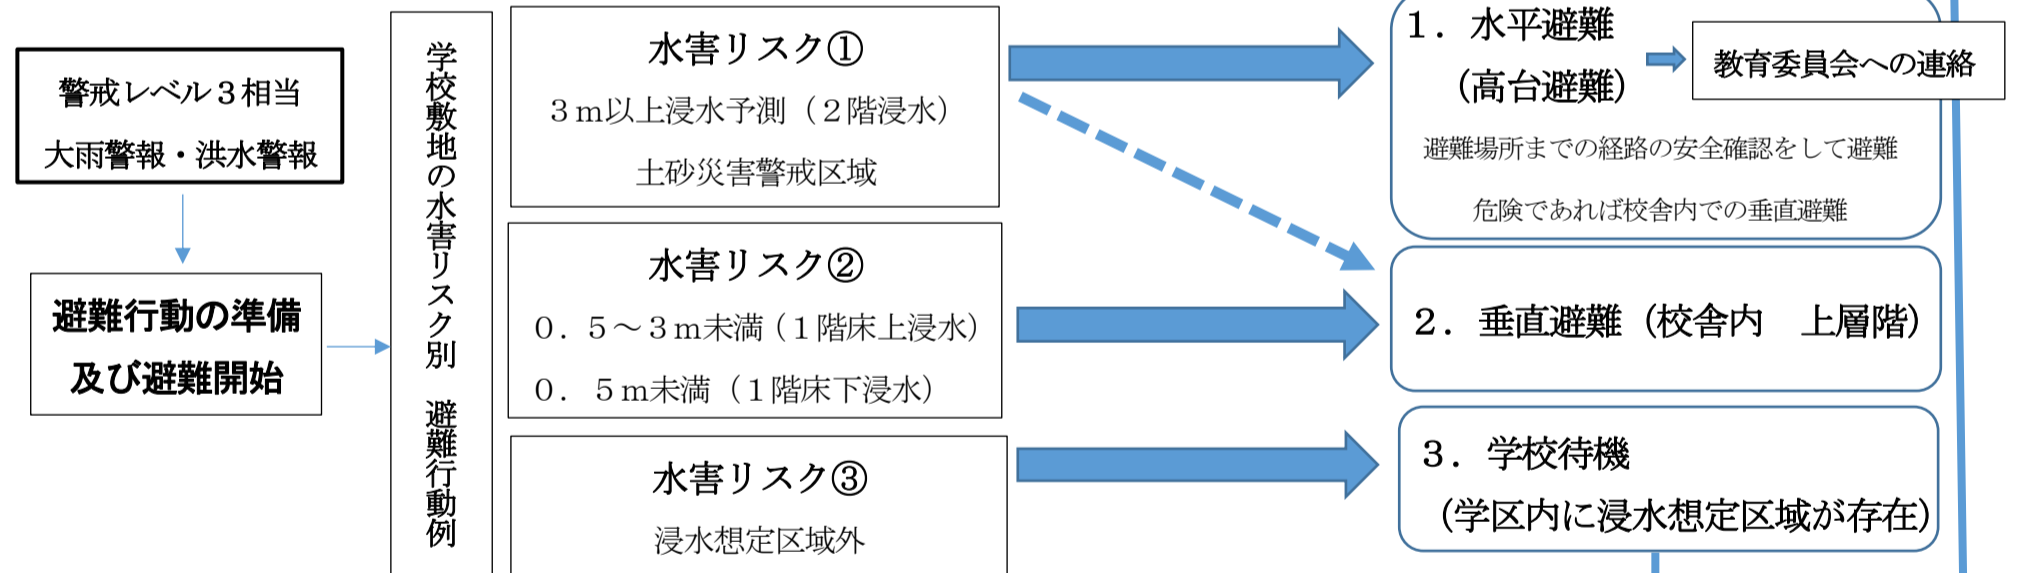 警戒レベル３相当
大雨警報・洪水警報
避難行動の準備
及び避難開始
学校敷地の水害リスク別　避難行動例
水害リスク①
３ｍ以上浸水予測（２階浸水）
土砂災害警戒区域
水害リスク②
０．５～３ｍ未満（１階床上浸水）
０．５ｍ未満（１階床下浸水）
水害リスク③
浸水想定区域外
１．水平避難
（高台避難）
教育委員会への連絡
避難場所までの経路の安全確認をして避難
危険であれば校舎内での垂直避難
２．垂直避難（校舎内　上層階）
３．学校待機
（学区内に浸水想定区域が存在）